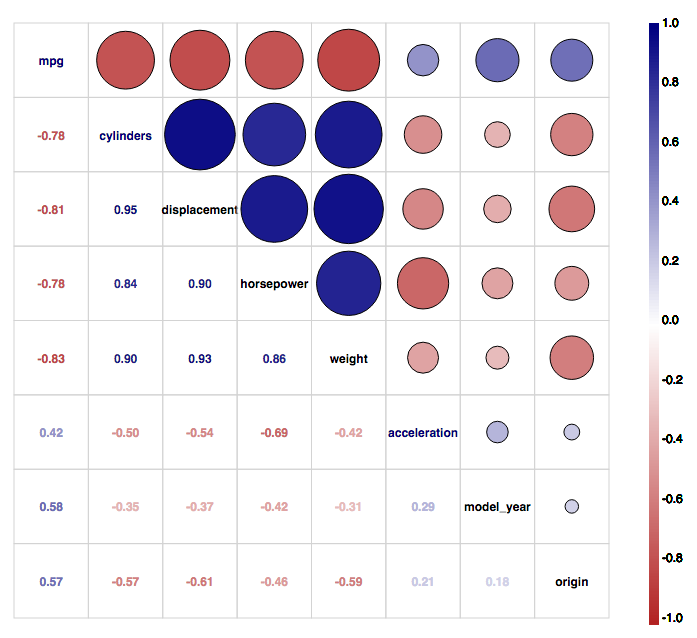 mpg
-0.78 cylinders
-0.81 0.95 displacement
-0.78 0.84 0.90 horsepower
-0.83 0.90 0.93 0.86 weight
0.42 -0.50 -0.54 -0.69 -0.42 acceleration
0.58 -0.35 -0.37 -0.42 -0.31 0.29 model_year
0.57 -0.57 -0.61 -0.46 -0.59 0.21 0.18 origin
1.0
0.8
0.6
0.4
0.2
0.0
-0.2
-0.4
-0.6
-0.8
-1.0